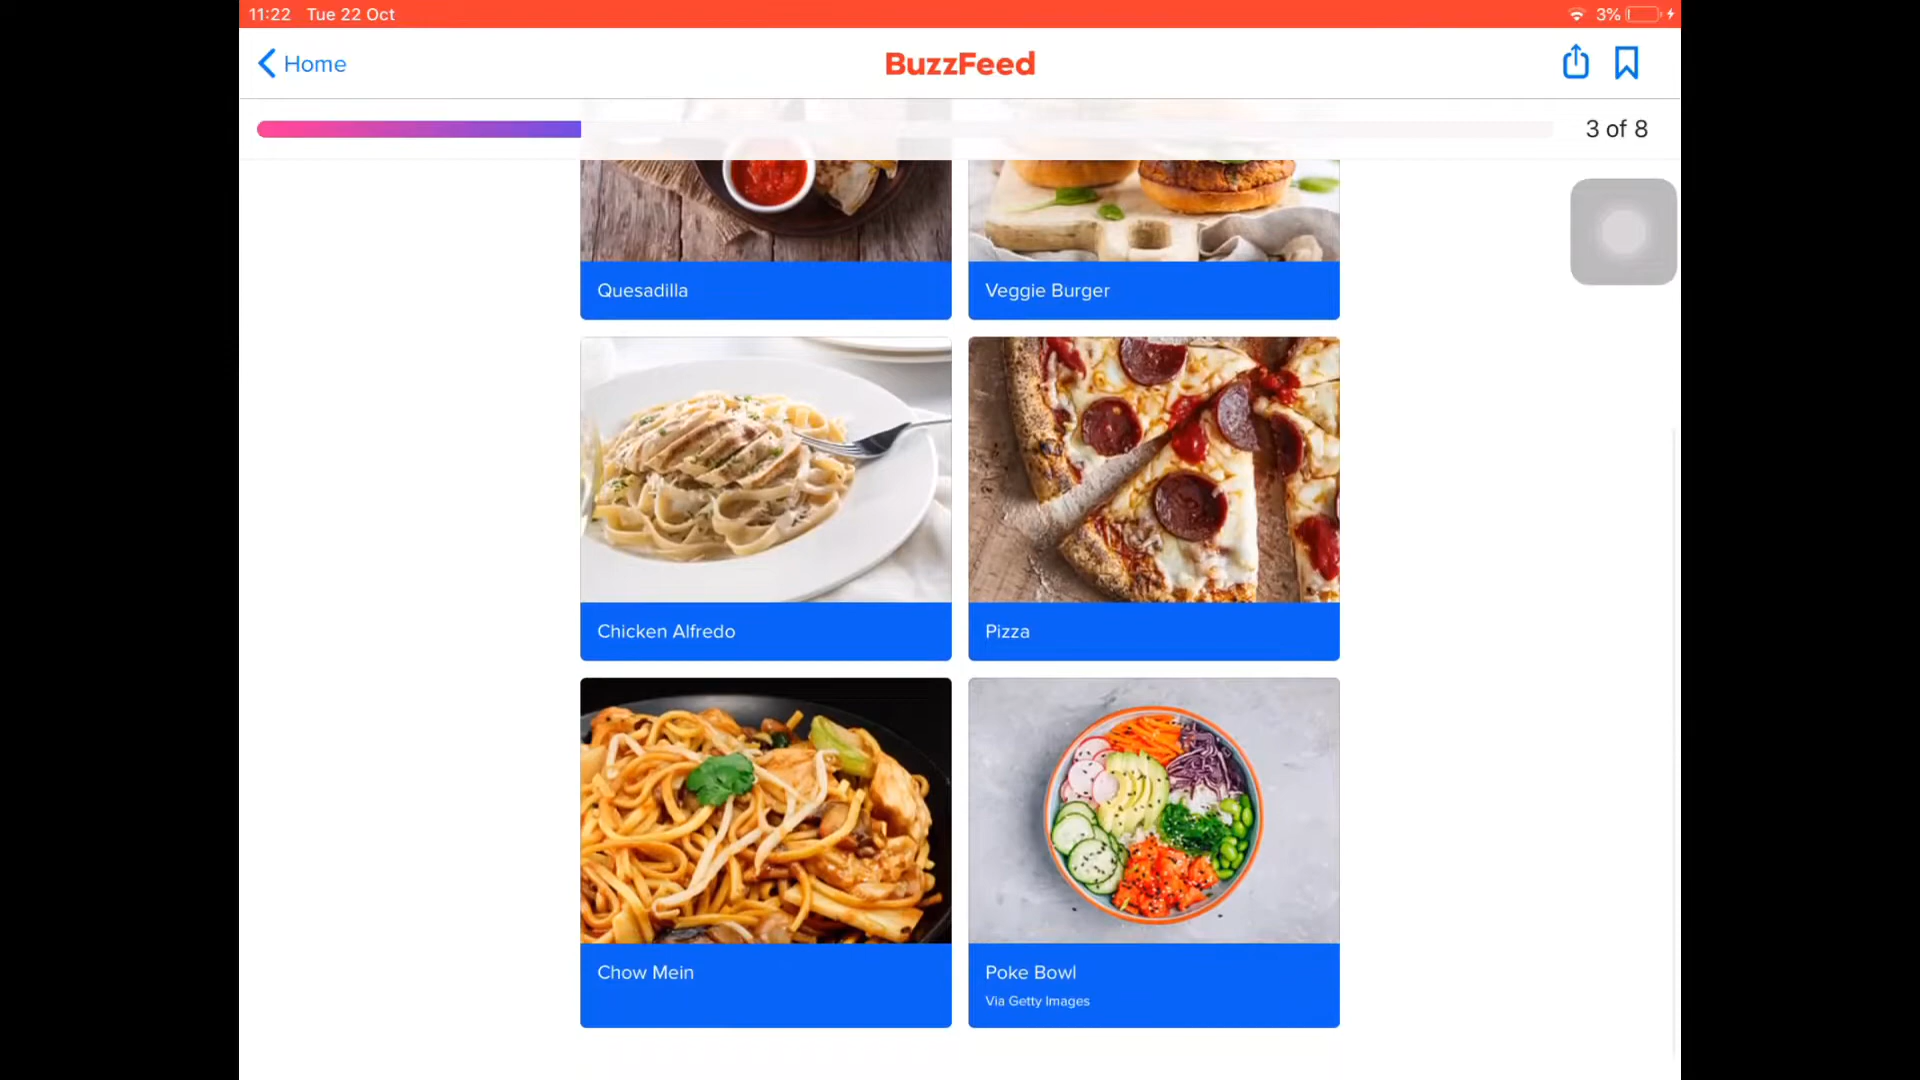 11:22 Tue 22 Oct
3%
Home
BuzzFeed
3 of 8
Quesadilla
Veggie Burger
Chicken Alfredo
Pizza
Chow Mein
Poke Bowl
Via Getty Images